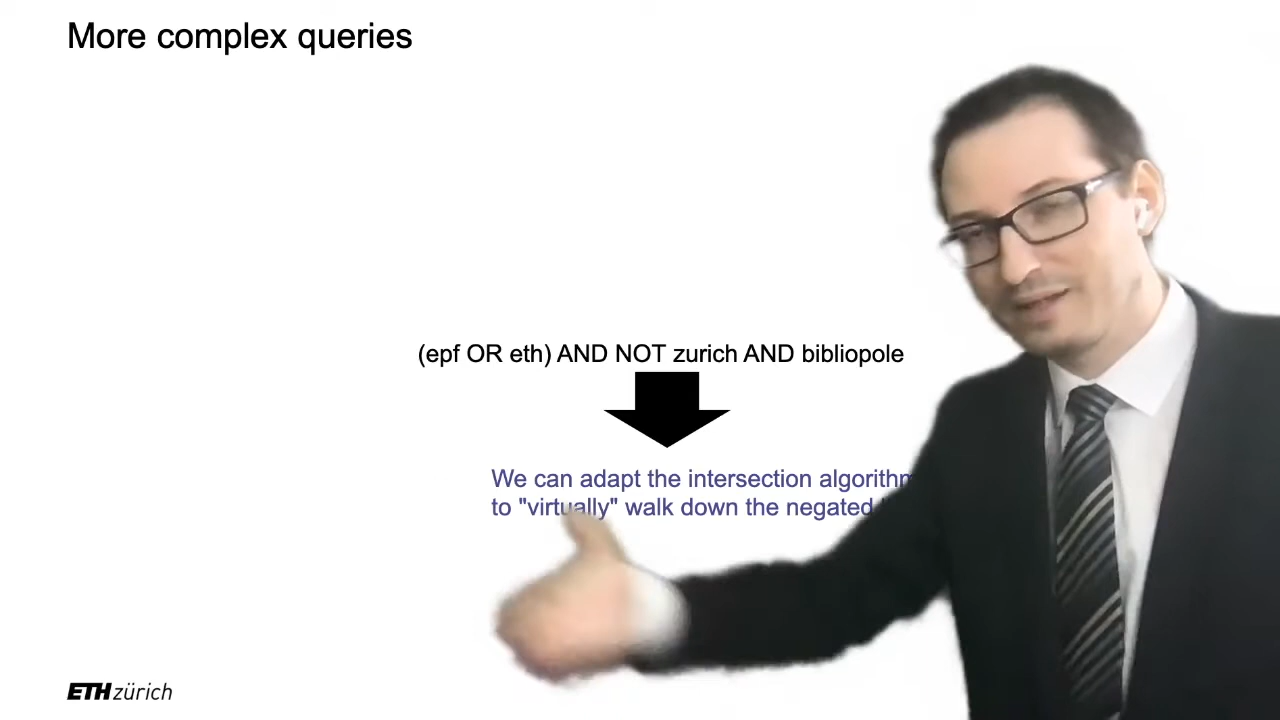 More complex queries
(epf OR eth) AND NOT zurich AND bibliopole
We can adapt the intersection algorithm
to "virtually" walk down the negated
ETH zürich